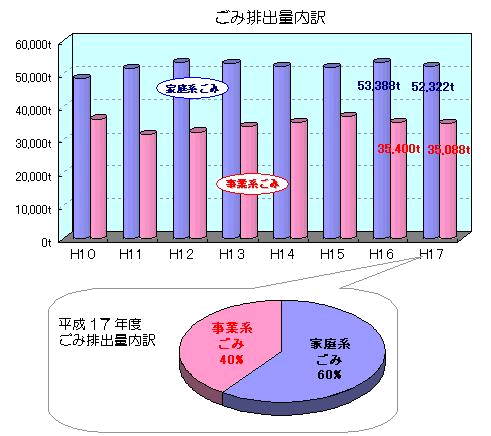 ごみ排出量内訳
60,000t
50,000t
40,000t
30,000t
20,000t
10,000t
0t
家庭系ごみ
53,388t 52,322t
35,400t 35,088t
事業系ごみ
H10 H11 H12 H13 H14 H15 H16 H17
平成17年度
ごみ排出量内訳
事業系
ごみ
40%
家庭系
ごみ
60%